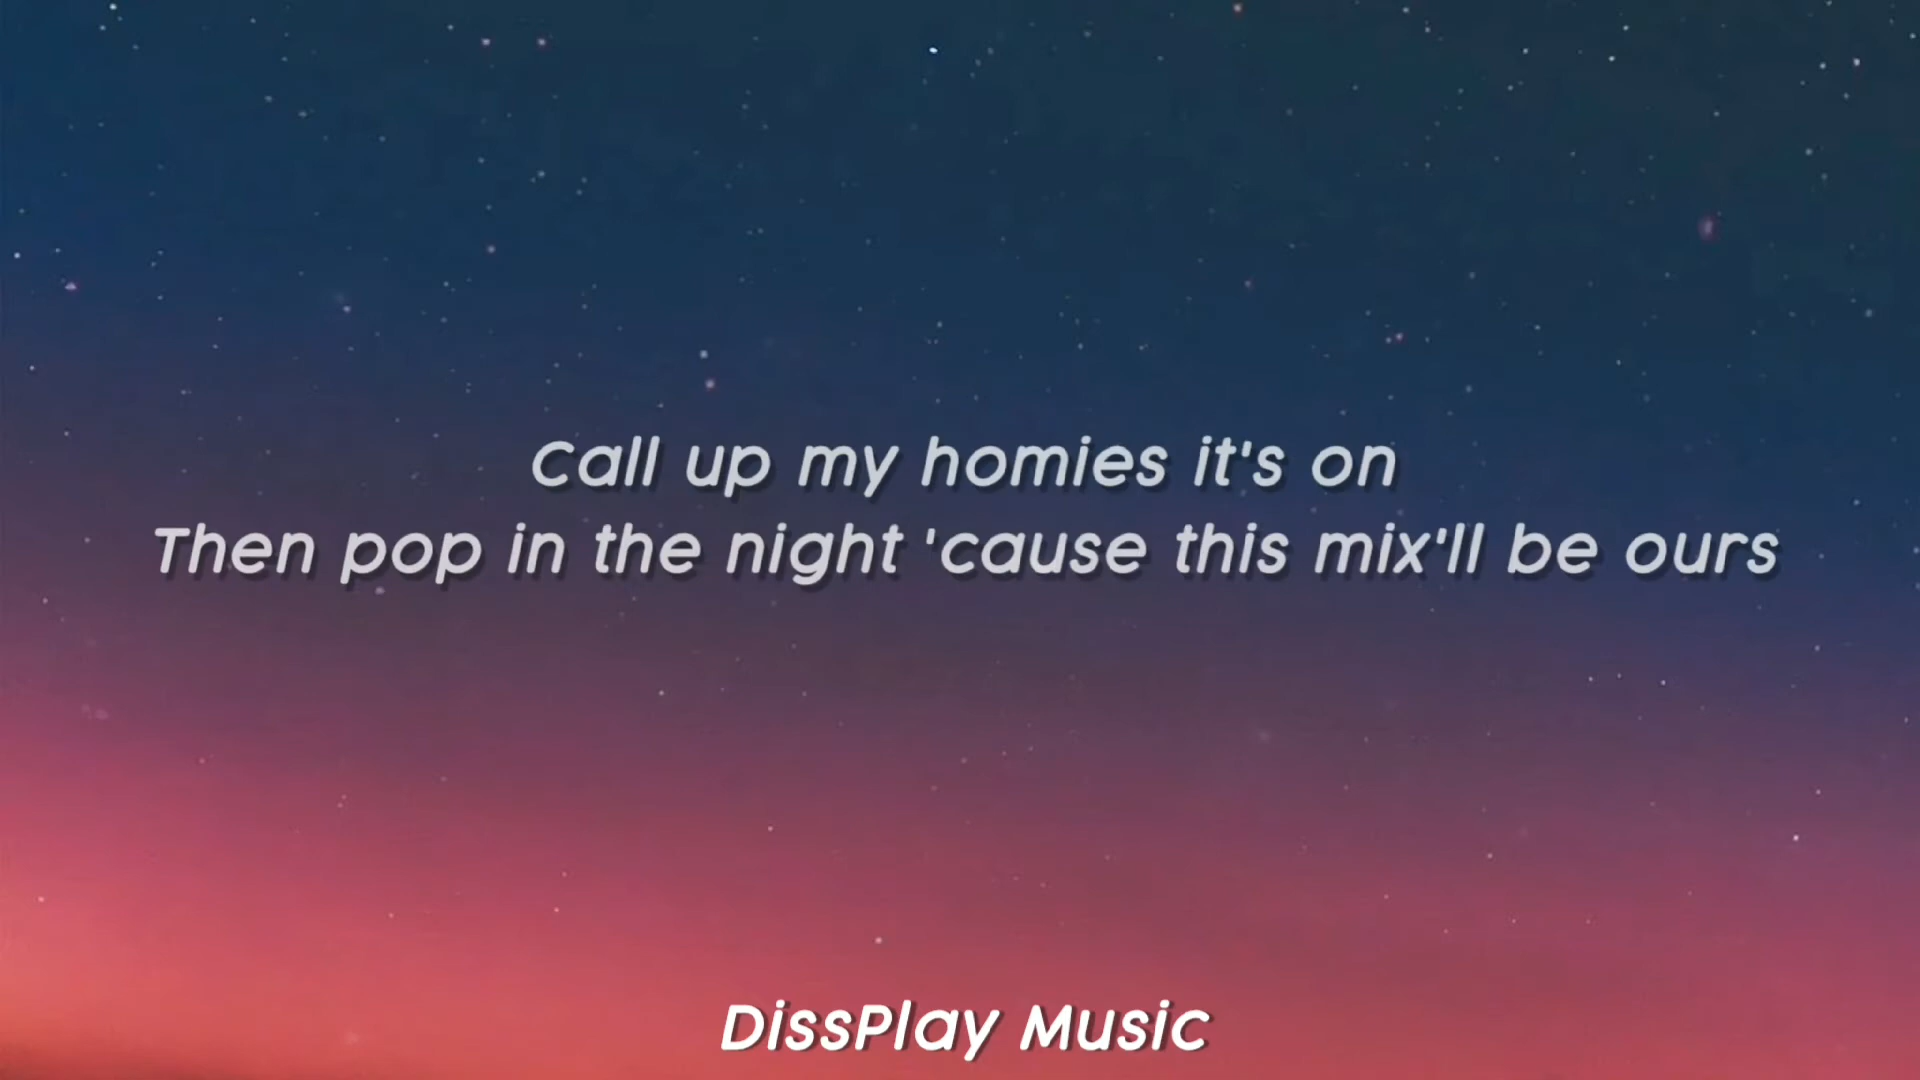 Call up my homies it's on
Then pop in the night 'cause this mix'll be ours
DissPlay Music